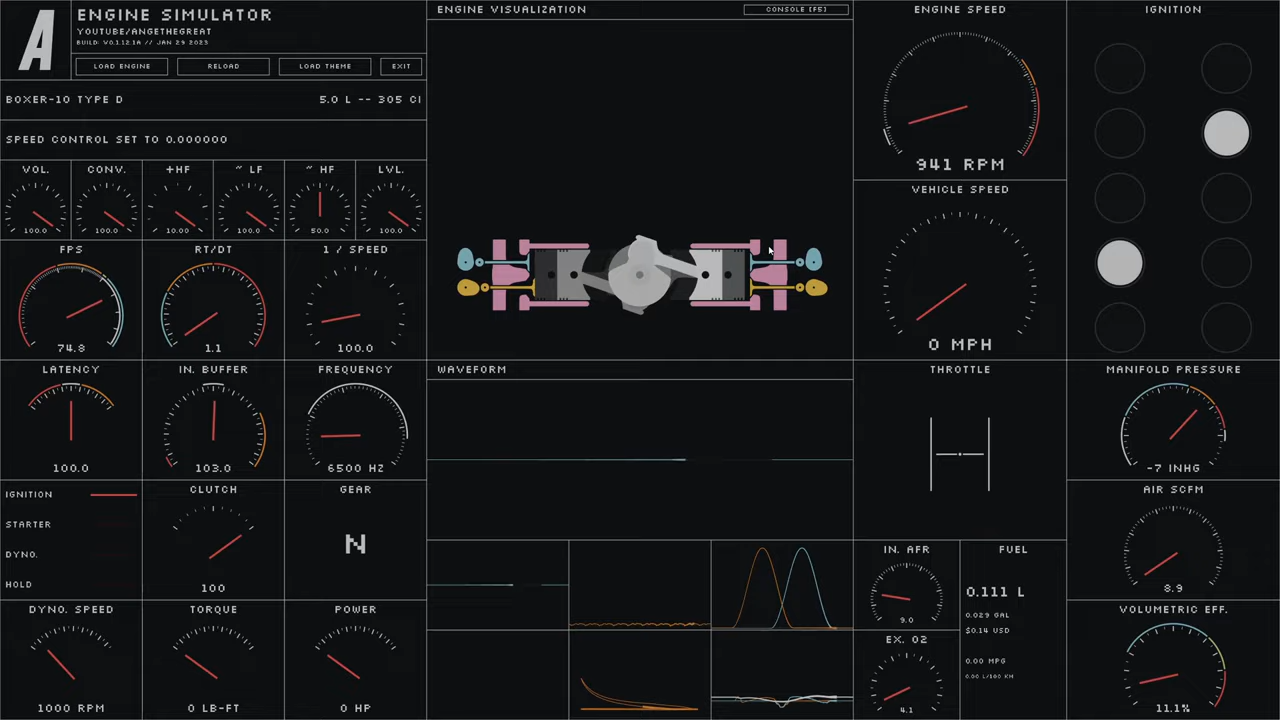 A
ENGINE SIMULATOR
YOUTUBE/ANGETHEGREAT
BUILD: V0.1.12.1A // JAN 29 2023
LOAD ENGINE
RELOAD
LOAD THEME
EXIT
BOXER-10 TYPE D
5.0 L -- 305 CI
SPEED CONTROL SET TO 0.000000
VOL.
CONV.
+HF
~ LF
~ HF
LVL.
100.0
100.0
10.00
100.0
50.0
100.0
FPS
RT/DT
1 / SPEED
74.8
1.1
100.0
LATENCY
IN. BUFFER
FREQUENCY
100.0
103.0
6500 HZ
IGNITION
STARTER
DYNO.
HOLD
CLUTCH
100
GEAR
N
DYNO. SPEED
TORQUE
POWER
1000 RPM
0 LB-FT
0 HP
ENGINE VISUALIZATION
CONSOLE [F5]
WAVEFORM
ENGINE SPEED
941 RPM
VEHICLE SPEED
0 MPH
THROTTLE
IN. AFR
9.0
EX. O2
4.1
FUEL
0.111 L
0.029 GAL
$0.14 USD
0.00 MPG
0.00 L/100 KM
IGNITION
MANIFOLD PRESSURE
-7 INHG
AIR SCFM
8.9
VOLUMETRIC EFF.
11.1%